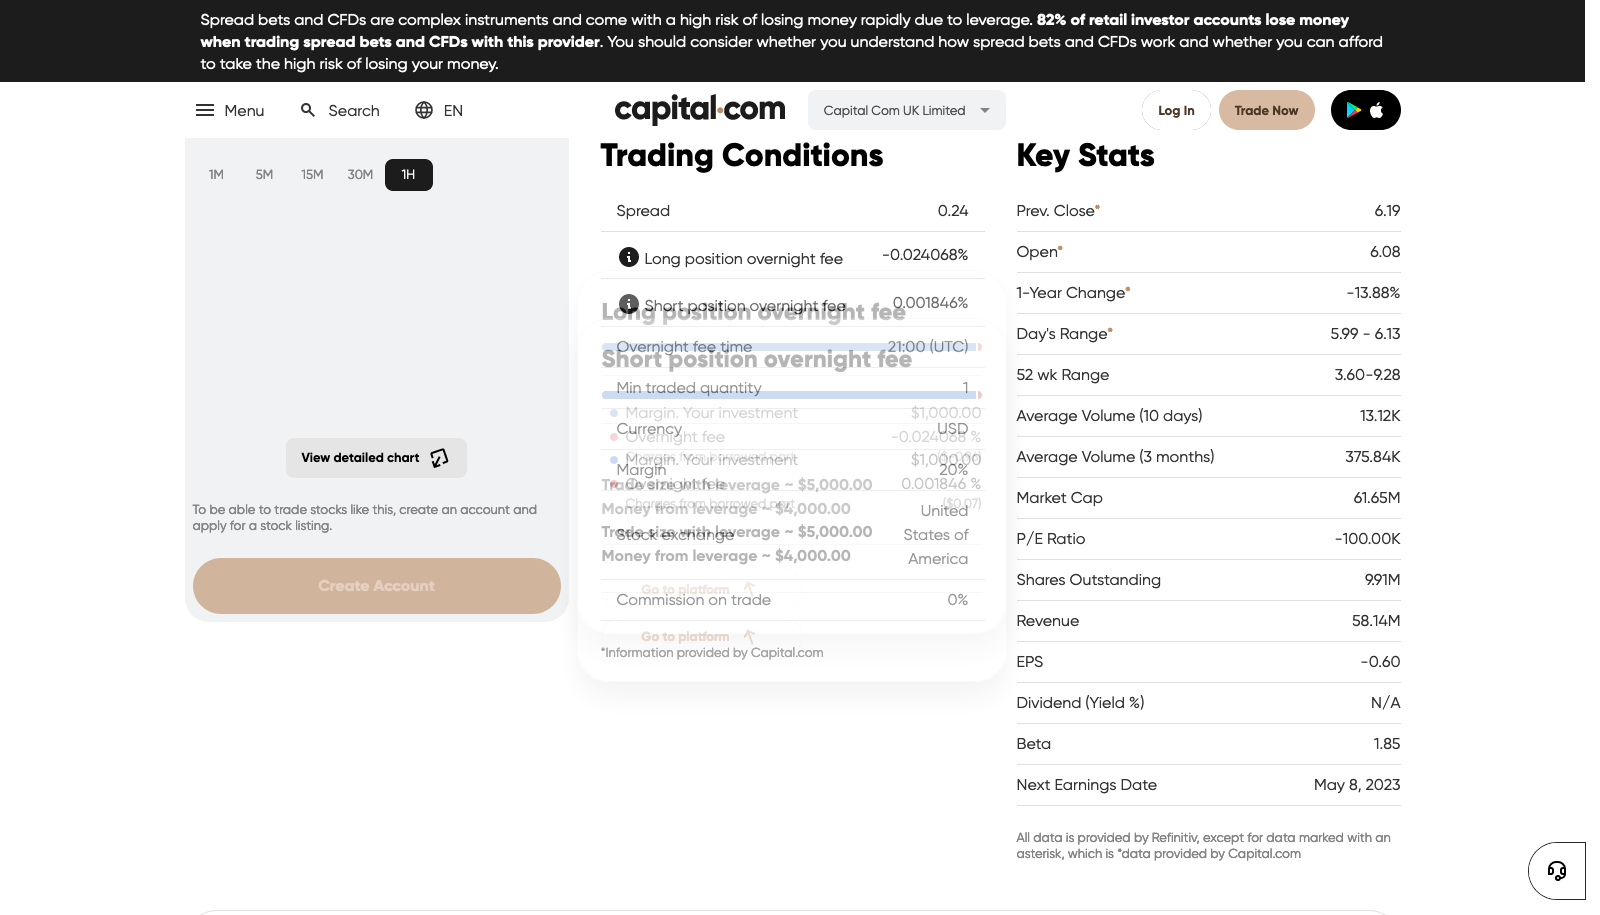 Spread bets and CFDs are complex instruments and come with a high risk of losing money rapidly due to leverage. 82% of retail investor accounts lose money
when trading spread bets and CFDs with this provider. You should consider whether you understand how spread bets and CFDs work and whether you can afford
to take the high risk of losing your money.
Menu Search EN capital.com Capital Com UK Limited Log In Trade Now
1M 5M 15M 30M 1H
View detailed chart
To be able to trade stocks like this, create an account and
apply for a stock listing.
Create Account
Trading Conditions
Spread 0.24
Long position overnight fee -0.024068%
Short position overnight fee 0.001846%
Long position overnight fee
Overnight fee time 21:00 (UTC)
Short position overnight fee
Min traded quantity 1
Margin. Your investment $1,000.00
Currency USD
Overnight fee -0.024068 %
Charges from borrowed part
Margin. Your investment $1,000.00
Margin 20%
Overnight fee 0.001846 %
Trade size with leverage ~ $5,000.00
Charges from borrowed part ($0.07)
Money from leverage ~ $4,000.00
Trade size with leverage ~ $5,000.00
Stock exchange United
States of
America
Money from leverage ~ $4,000.00
Go to platform
Commission on trade 0%
Go to platform
*Information provided by Capital.com
Key Stats
Prev. Close* 6.19
Open* 6.08
1-Year Change* -13.88%
Day's Range* 5.99 - 6.13
52 wk Range 3.60-9.28
Average Volume (10 days) 13.12K
Average Volume (3 months) 375.84K
Market Cap 61.65M
P/E Ratio -100.00K
Shares Outstanding 9.91M
Revenue 58.14M
EPS -0.60
Dividend (Yield %) N/A
Beta 1.85
Next Earnings Date May 8, 2023
All data is provided by Refinitiv, except for data marked with an
asterisk, which is *data provided by Capital.com